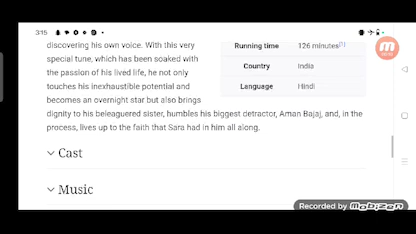 3:15
discovering his own voice. With this very
special tune, which has been soaked with
the passion of his lived life, he not only
touches his inexhaustible potential and
becomes an overnight star but also brings
dignity to his beleaguered sister, humbles his biggest detractor, Aman Bajaj, and, in the
process, lives up to the faith that Sara had in him all along.
Running time 126 minutes[1]
Country India
Language Hindi
Cast
Music
Recorded by Mobizen